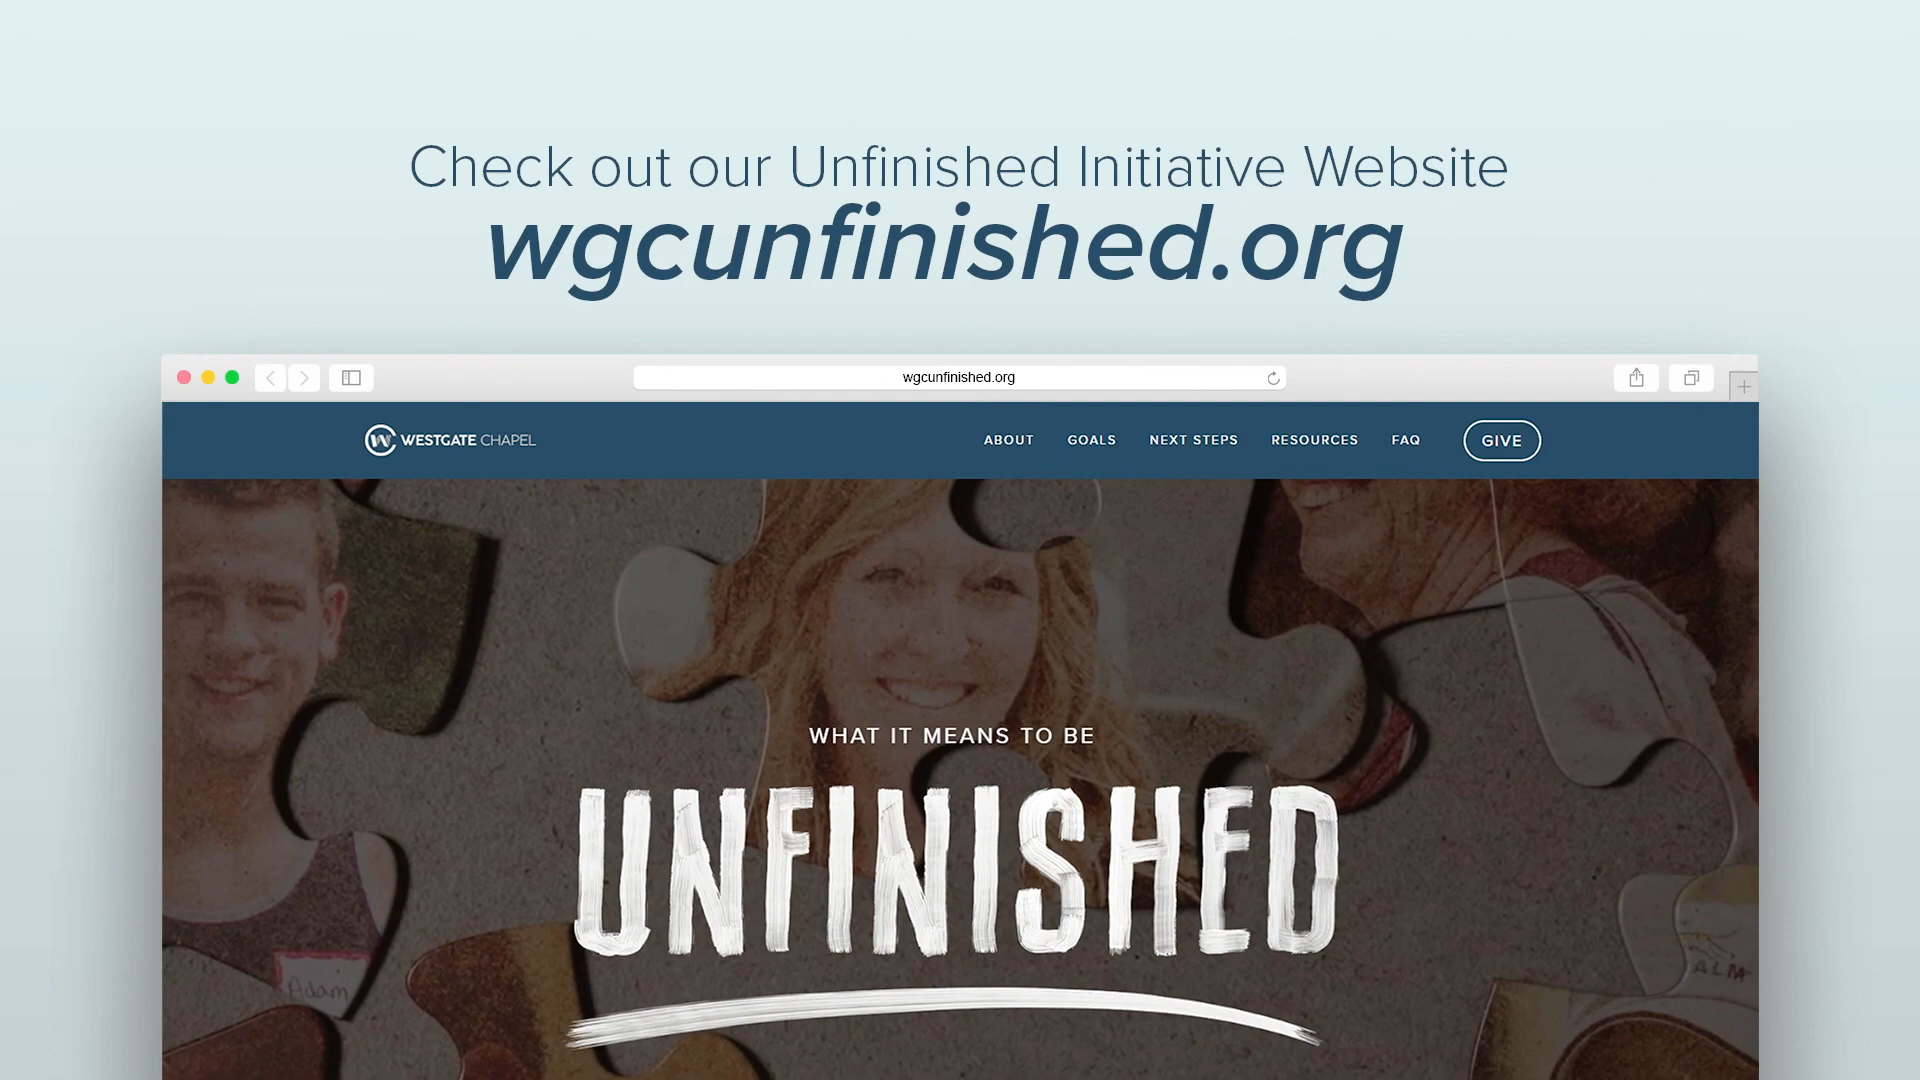 Check out our Unfinished Initiative Website
wgcunfinished.org
wgcunfinished.org
WESTGATE CHAPEL
ABOUT GOALS NEXT STEPS RESOURCES FAQ GIVE
WHAT IT MEANS TO BE
UNFINISHED
Adam